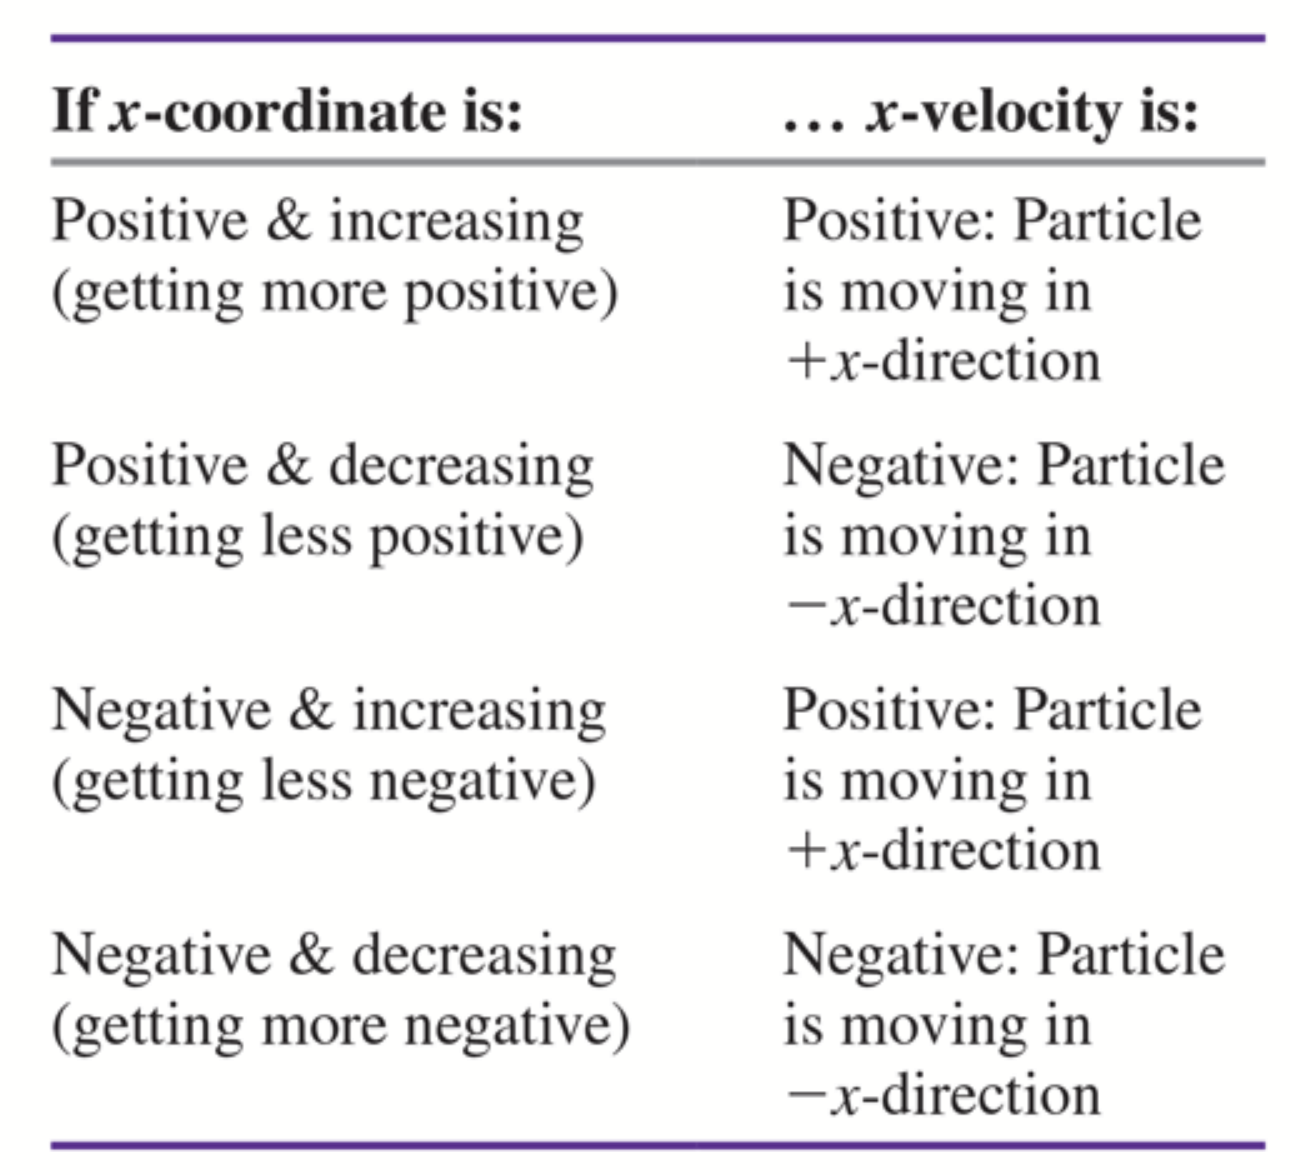 If x-coordinate is: … x-velocity is:
Positive & increasing Positive: Particle
(getting more positive) is moving in
+x-direction
Positive & decreasing Negative: Particle
(getting less positive) is moving in
−x-direction
Negative & increasing Positive: Particle
(getting less negative) is moving in
+x-direction
Negative & decreasing Negative: Particle
(getting more negative) is moving in
−x-direction